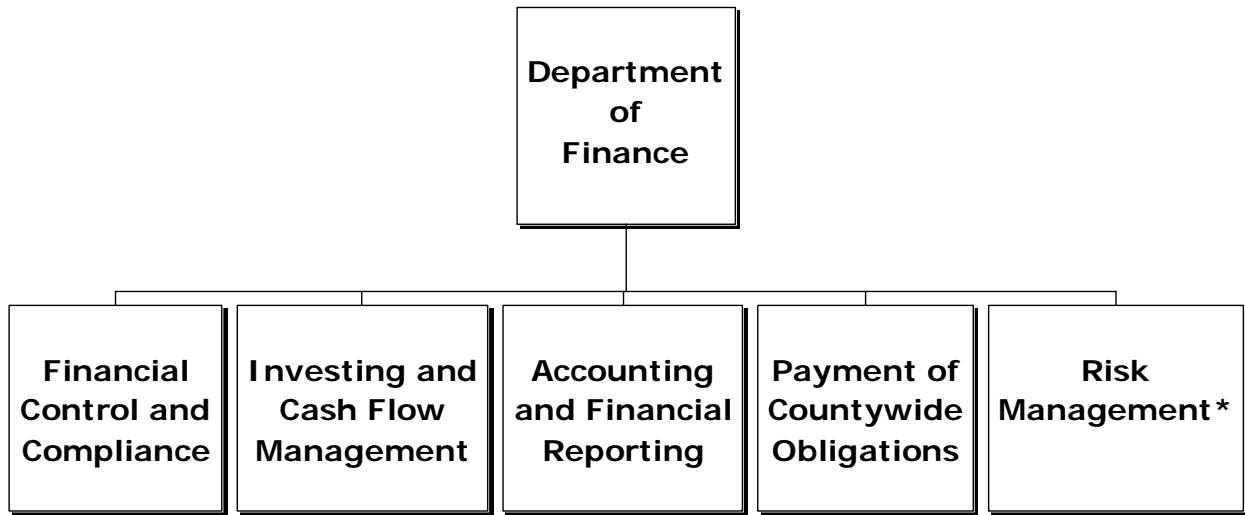 Department
of
Finance
Financial
Control and
Compliance
Investing and
Cash Flow
Management
Accounting
and Financial
Reporting
Payment of
Countywide
Obligations
Risk
Management*